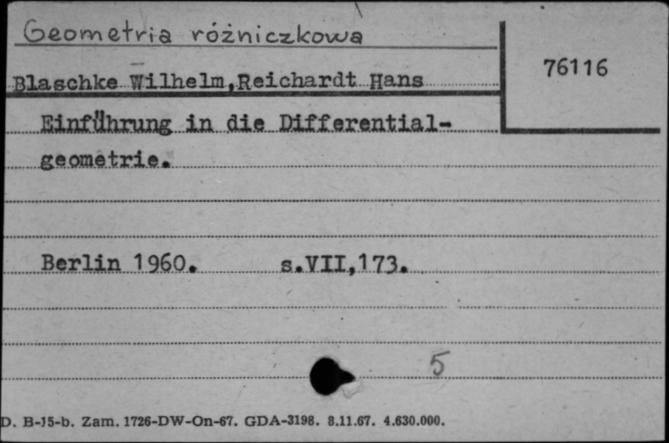 Geometria różniczkowa
76116
Blaschke Wilhelm,Reichardt Hans
Einführung in die Differential-
geometrie.
Berlin 1960. s.VII,173.
5
D. B-15-b. Zam. 1726-DW-On-67. GDA-3198. 8.11.67. 4.630.000.